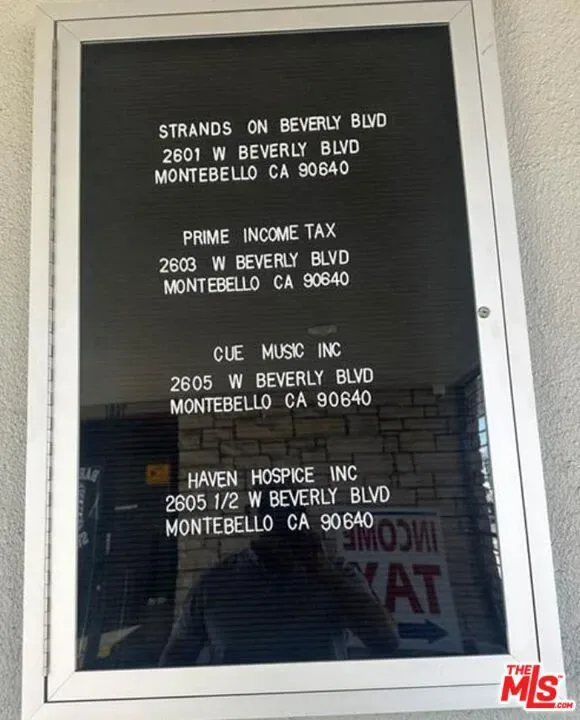 STRANDS ON BEVERLY BLVD
2601 W BEVERLY BLVD
MONTEBELLO CA 90640
PRIME INCOME TAX
2603 W BEVERLY BLVD
MONTEBELLO CA 90640
CUE MUSIC INC
2605 W BEVERLY BLVD
MONTEBELLO CA 90640
HAVEN HOSPICE INC
2605 1/2 W BEVERLY BLVD
MONTEBELLO CA 90640
INCOME
TAX
THE
MLS
.COM